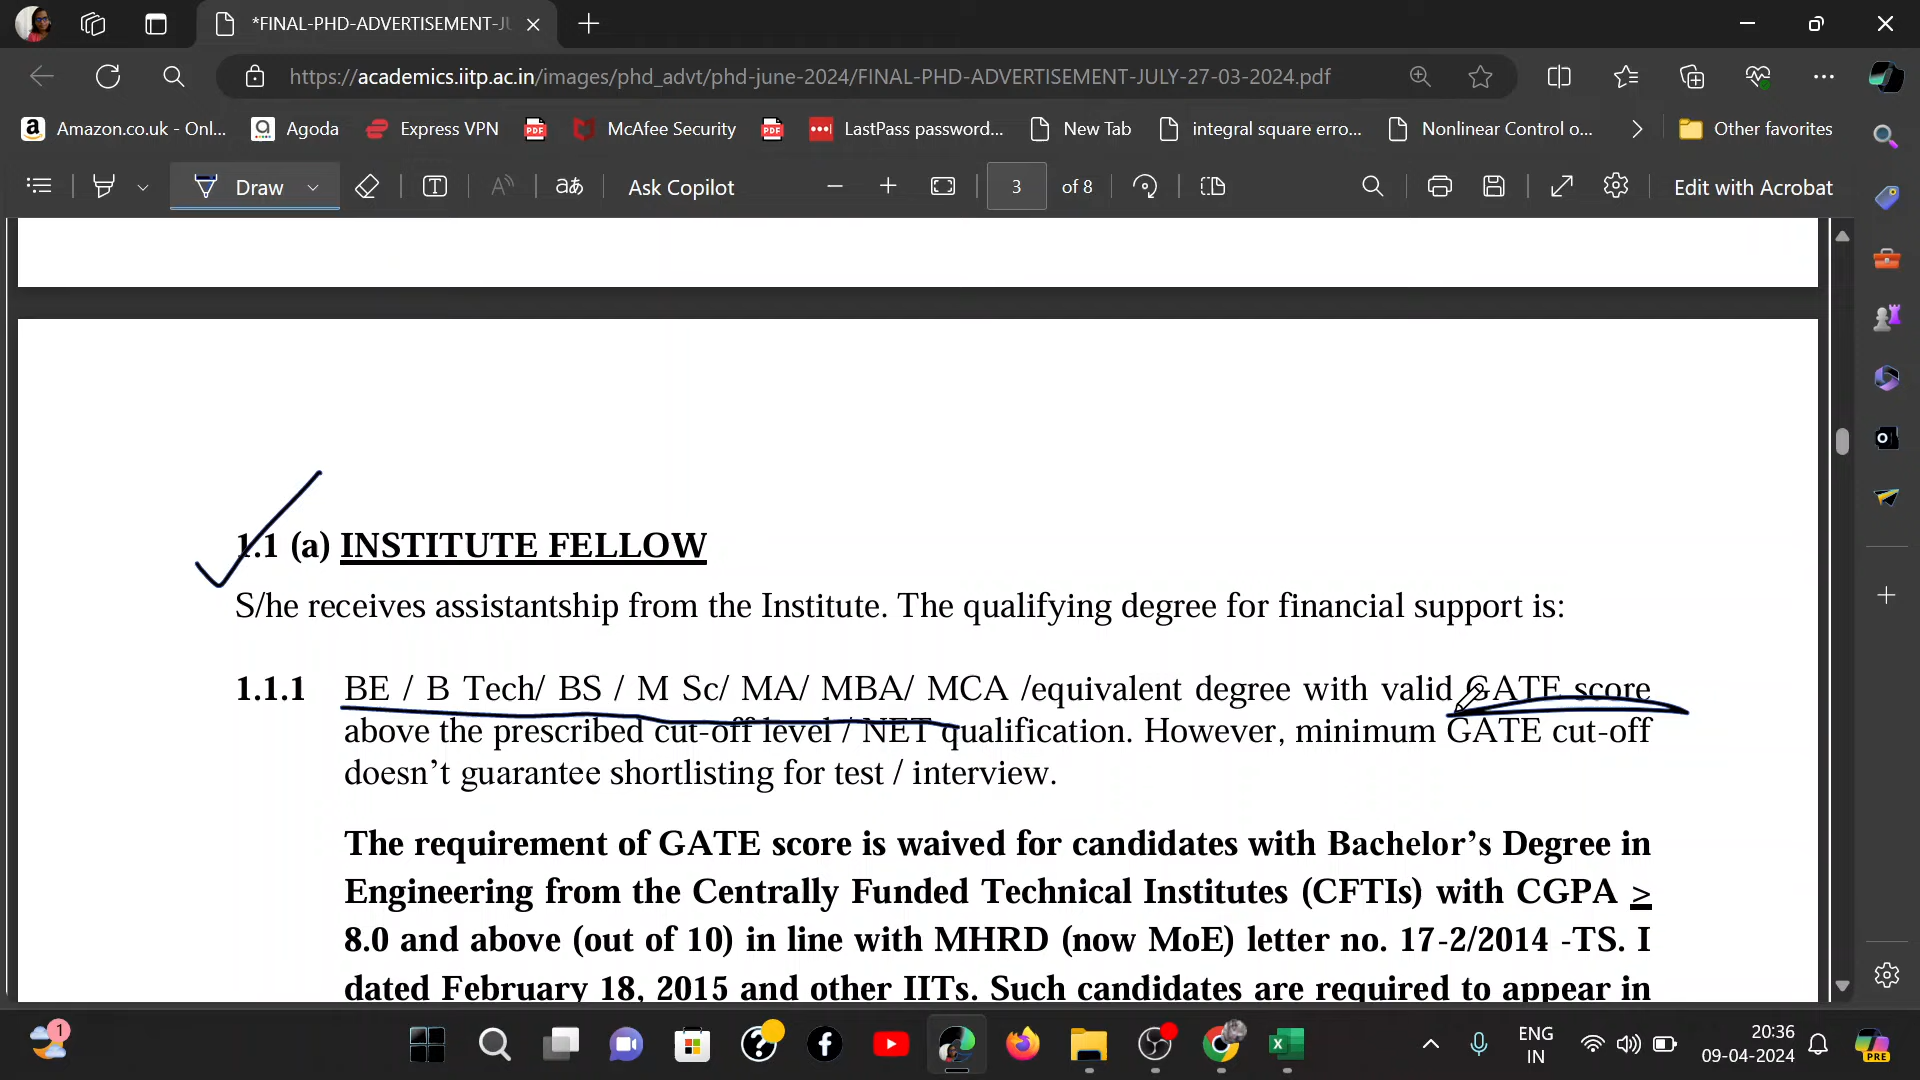 *FINAL-PHD-ADVERTISEMENT-JU
https://academics.iitp.ac.in/images/phd_advt/phd-june-2024/FINAL-PHD-ADVERTISEMENT-JULY-27-03-2024.pdf
a Amazon.co.uk - Onl... Agoda Express VPN PDF McAfee Security PDF LastPass password... New Tab integral square erro... Nonlinear Control o... Other favorites
Draw T aあ Ask Copilot 3 of 8 Edit with Acrobat
1.1 (a) INSTITUTE FELLOW
S/he receives assistantship from the Institute. The qualifying degree for financial support is:
1.1.1 BE / B Tech/ BS / M Sc/ MA/ MBA/ MCA /equivalent degree with valid GATE score
above the prescribed cut-off level / NET qualification. However, minimum GATE cut-off
doesn’t guarantee shortlisting for test / interview.
The requirement of GATE score is waived for candidates with Bachelor’s Degree in
Engineering from the Centrally Funded Technical Institutes (CFTIs) with CGPA ≥
8.0 and above (out of 10) in line with MHRD (now MoE) letter no. 17-2/2014 -TS. I
dated February 18, 2015 and other IITs. Such candidates are required to appear in
1 ENG 20:36
IN 09-04-2024 PRE